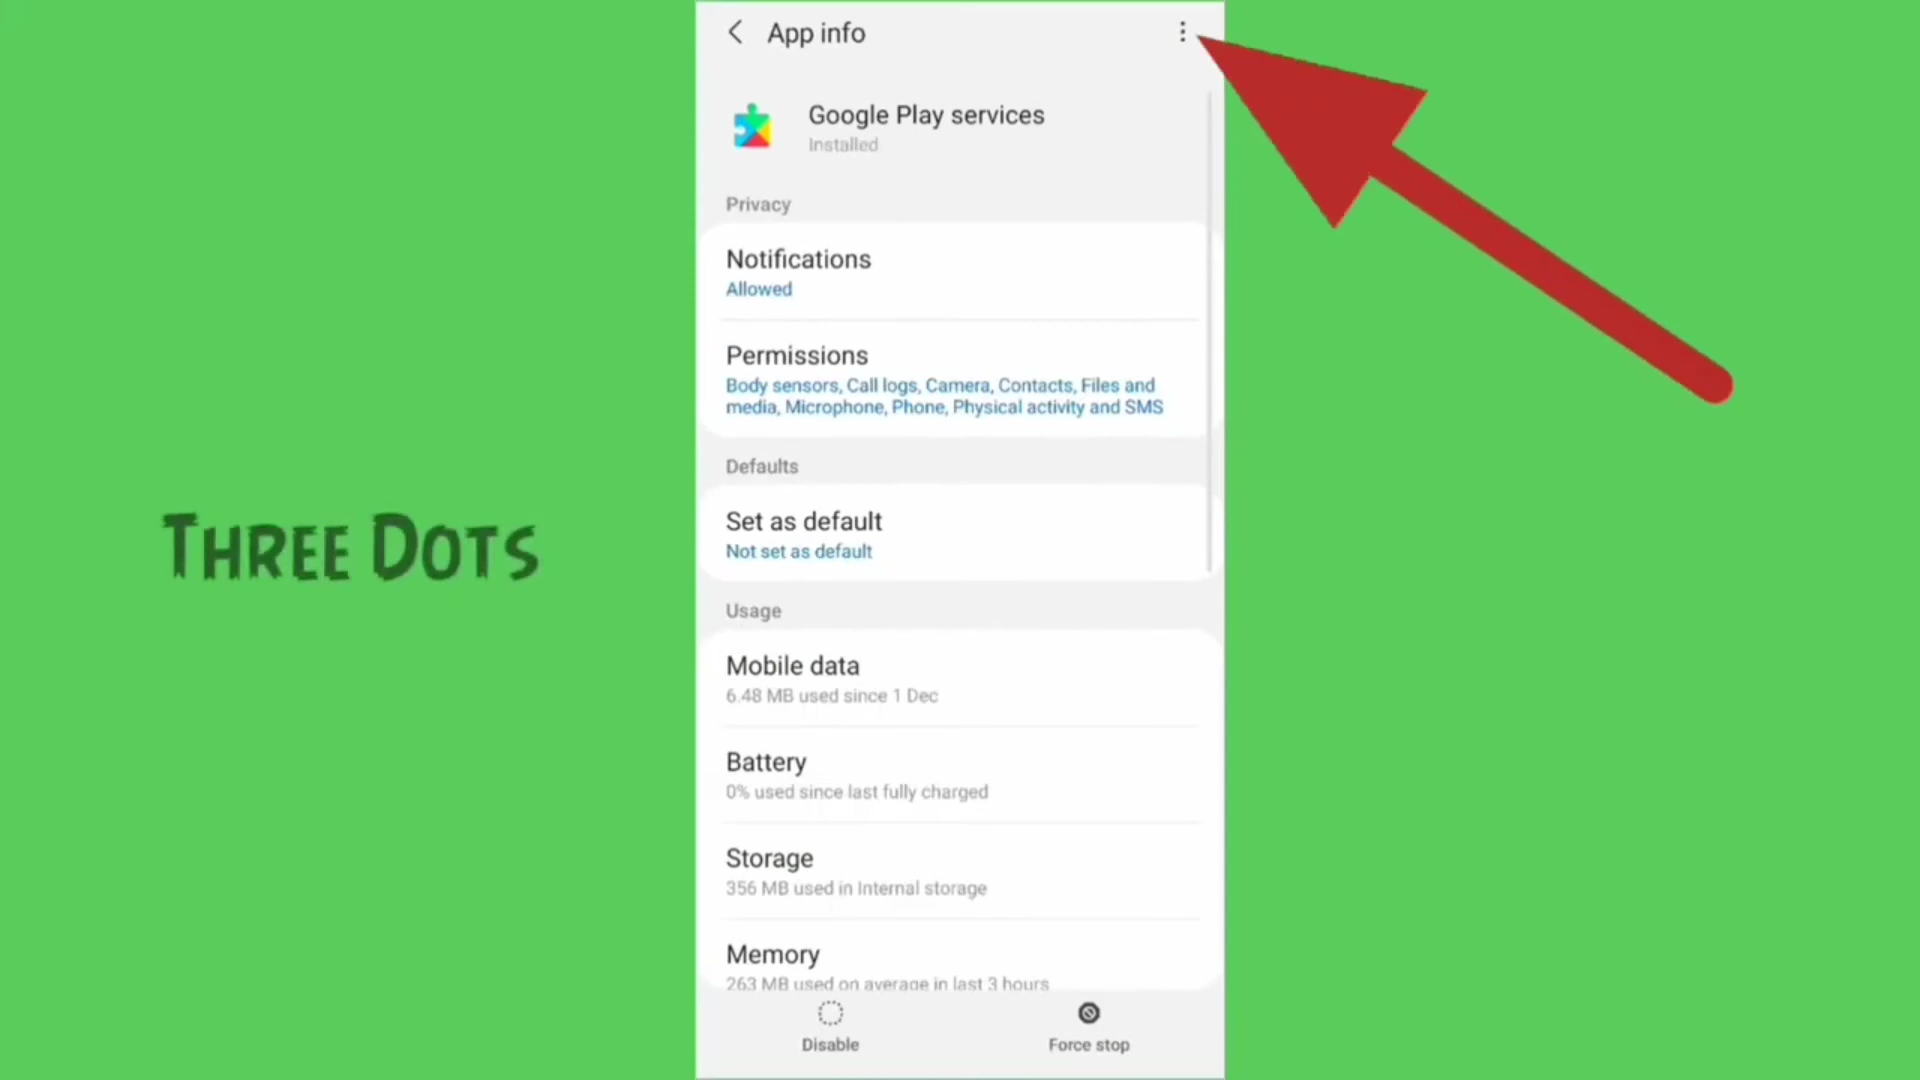 App info
Google Play services
Installed
Privacy
Notifications
Allowed
Permissions
Body sensors, Call logs, Camera, Contacts, Files and
media, Microphone, Phone, Physical activity and SMS
Defaults
Set as default
Not set as default
Usage
Mobile data
6.48 MB used since 1 Dec
Battery
0% used since last fully charged
Storage
356 MB used in Internal storage
Memory
263 MB used on average in last 3 hours
Disable
Force stop
THREE DOTS